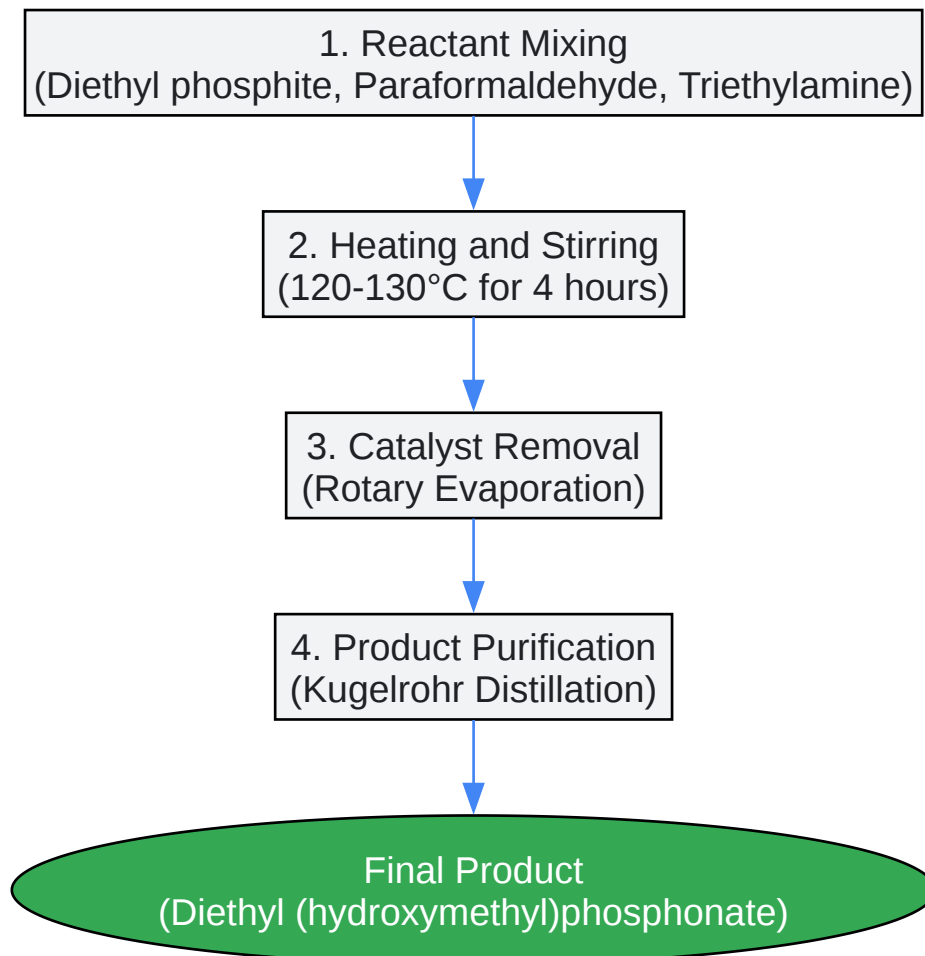 1. Reactant Mixing
(Diethyl phosphite, Paraformaldehyde, Triethylamine)
2. Heating and Stirring
(120-130°C for 4 hours)
3. Catalyst Removal
(Rotary Evaporation)
4. Product Purification
(Kugelrohr Distillation)
Final Product
(Diethyl (hydroxymethyl)phosphonate)